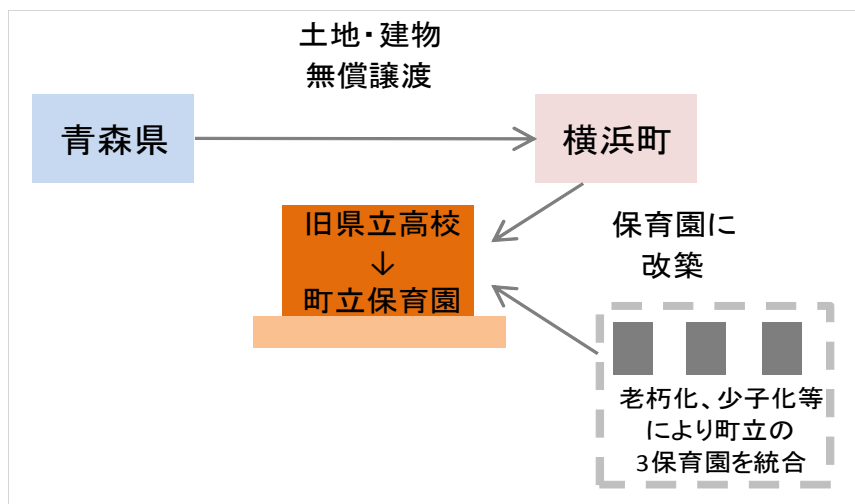 土地・建物
無償譲渡
青森県
横浜町
旧県立高校
↓
町立保育園
保育園に
改築
老朽化、少子化等
により町立の
3保育園を統合